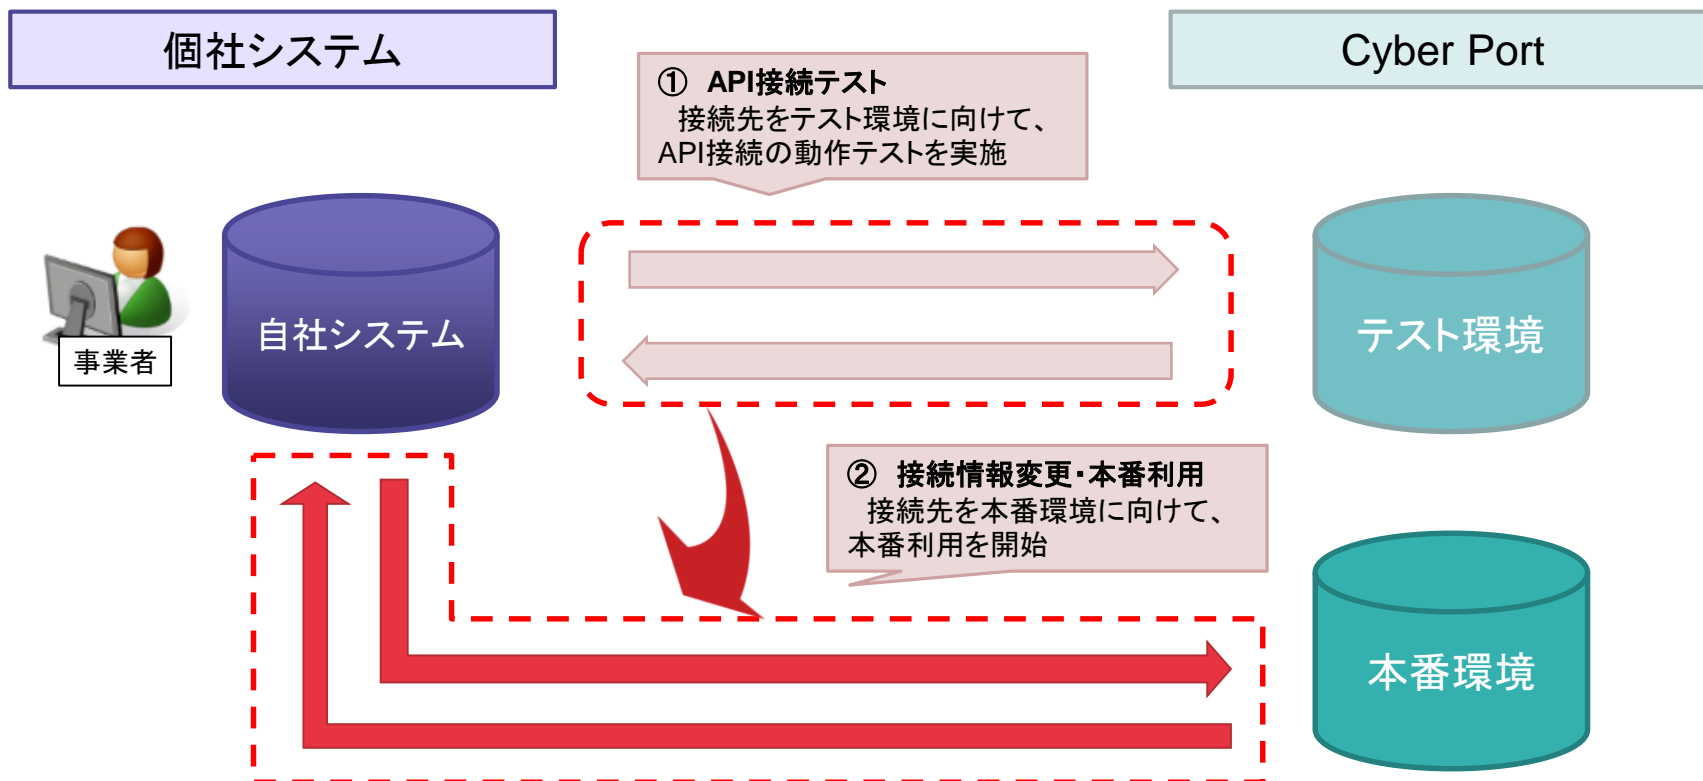 個社システム
Cyber Port
① API接続テスト
接続先をテスト環境に向けて、
API接続の動作テストを実施
自社システム
テスト環境
事業者
② 接続情報変更・本番利用
接続先を本番環境に向けて、
本番利用を開始
本番環境